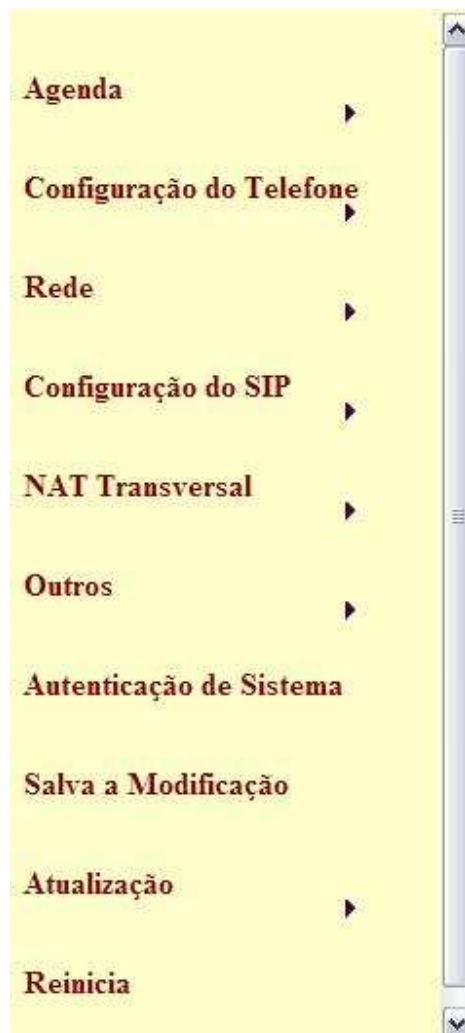 Agenda
Configuração do Telefone
Rede
Configuração do SIP
NAT Transversal
Outros
Autenticação de Sistema
Salva a Modificação
Atualização
Reinicia